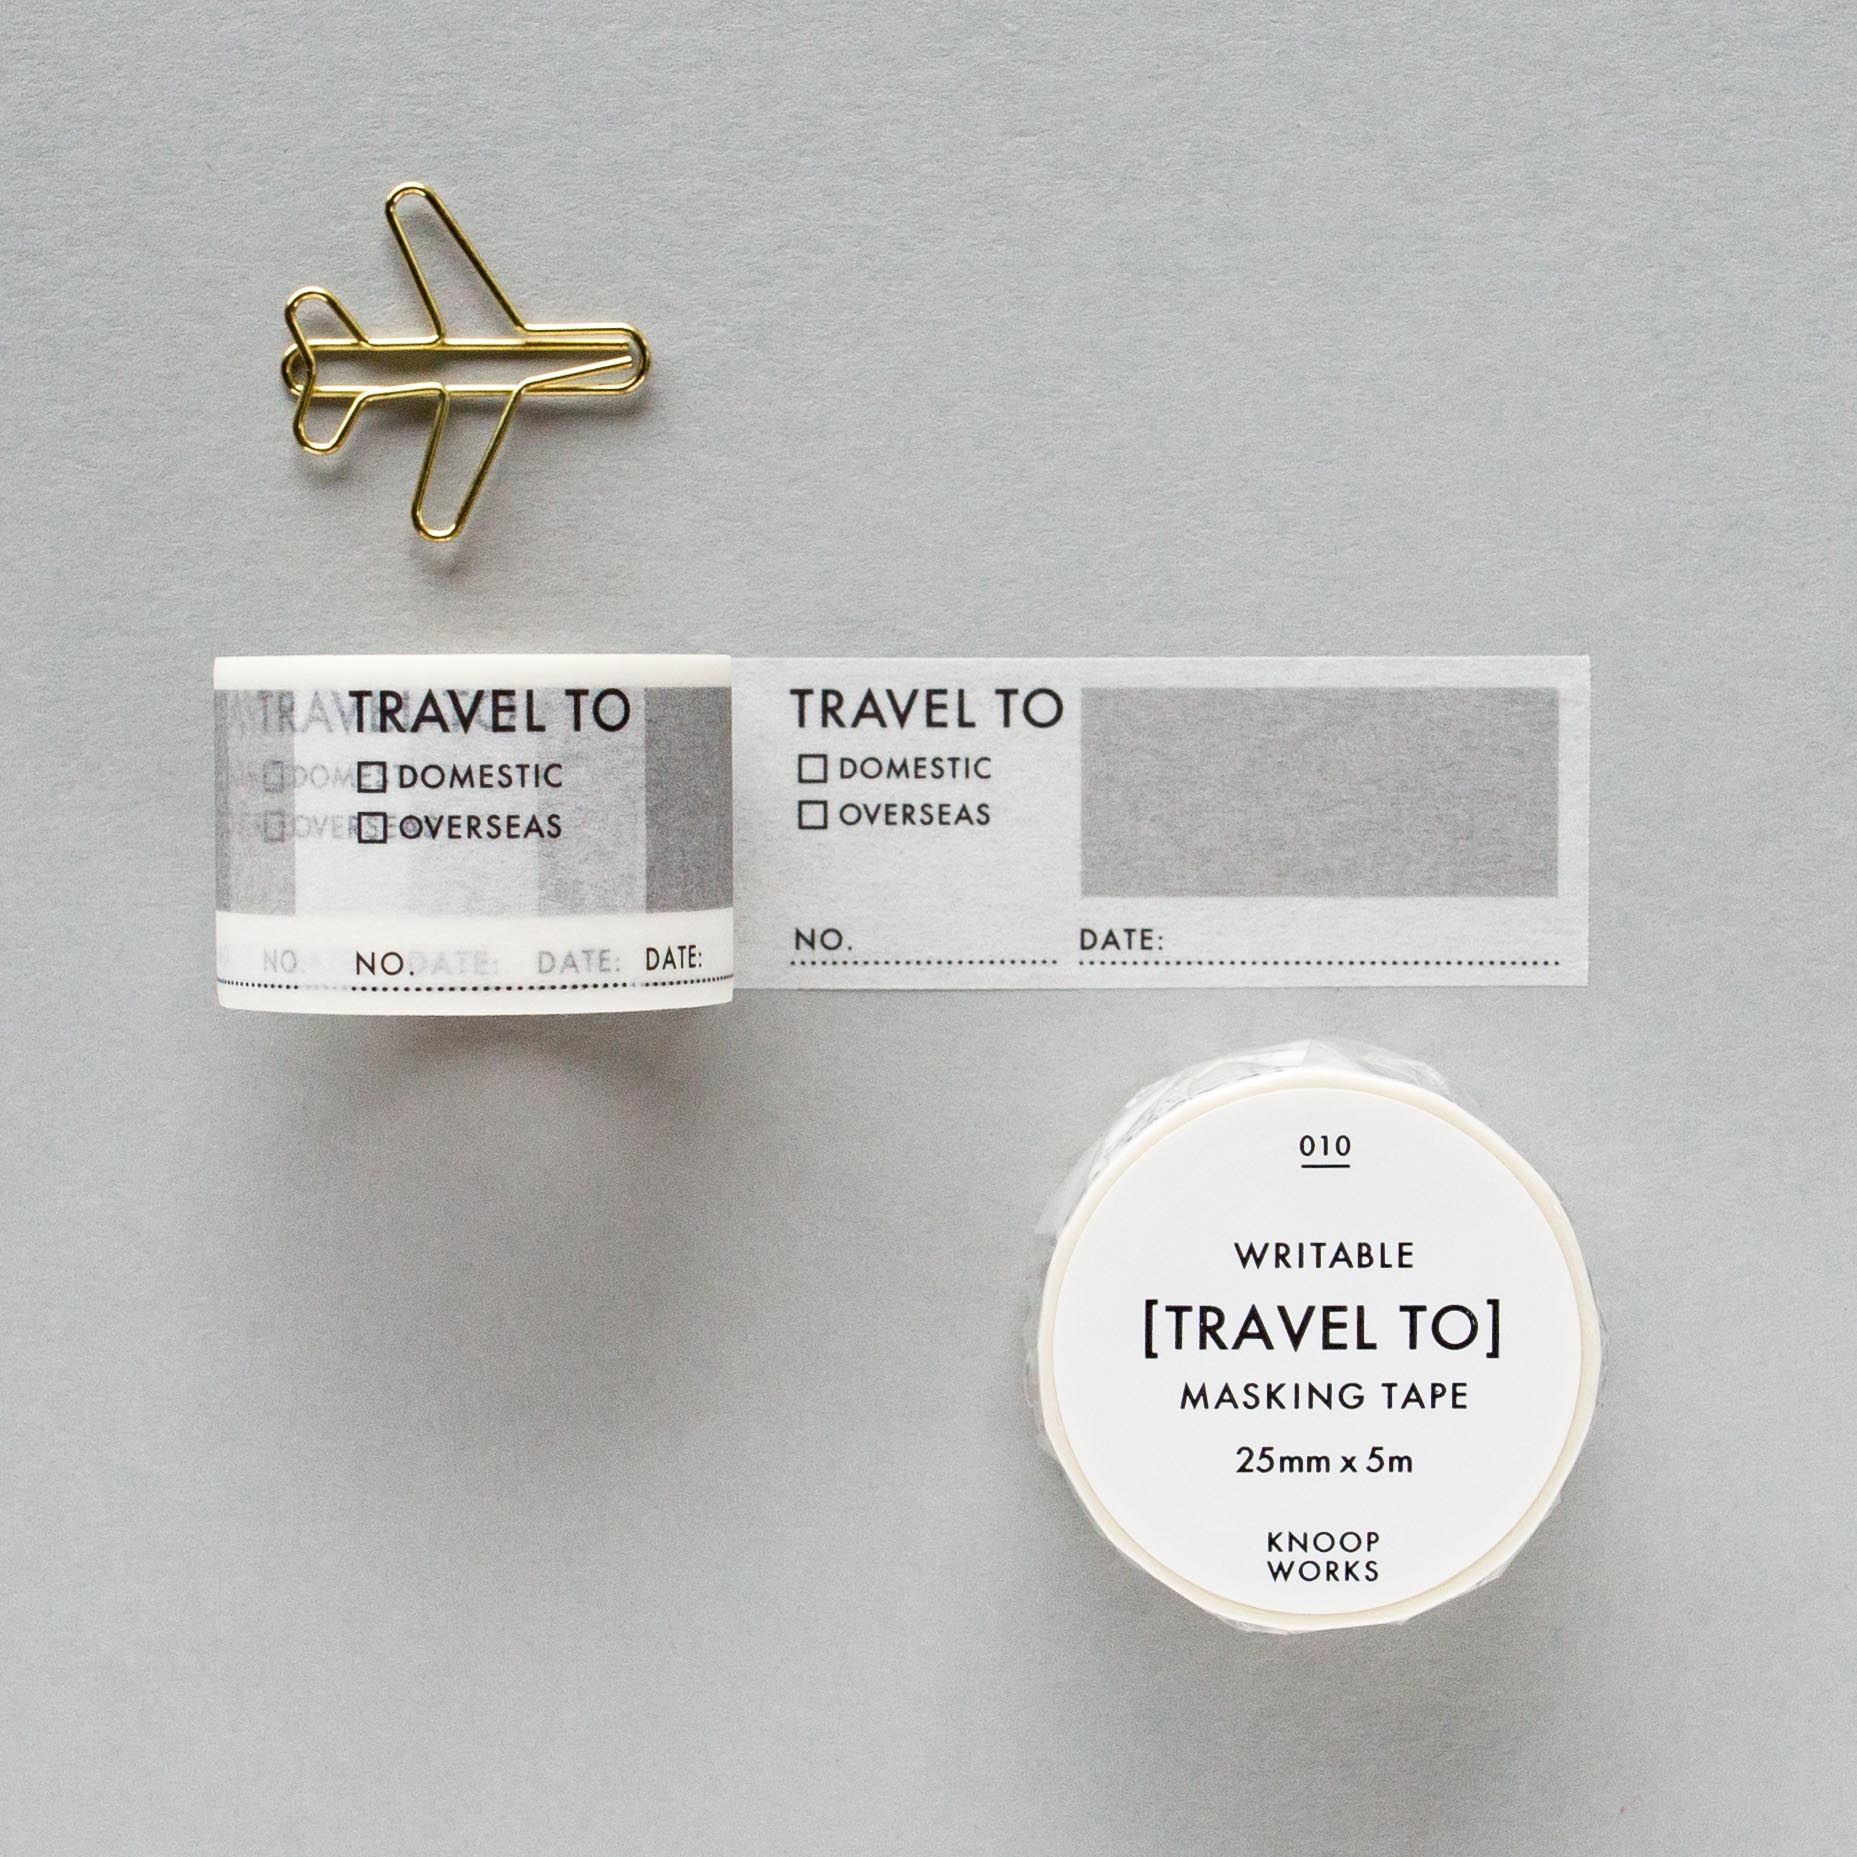 TRAVEL TO
DOMESTIC
OVERSEAS
NO.
DATE:
TRAVEL TO
DOMESTIC
OVERSEAS
NO.
DATE:
010
WRITABLE
[TRAVEL TO]
MASKING TAPE
25mm x 5m
KNOOP
WORKS